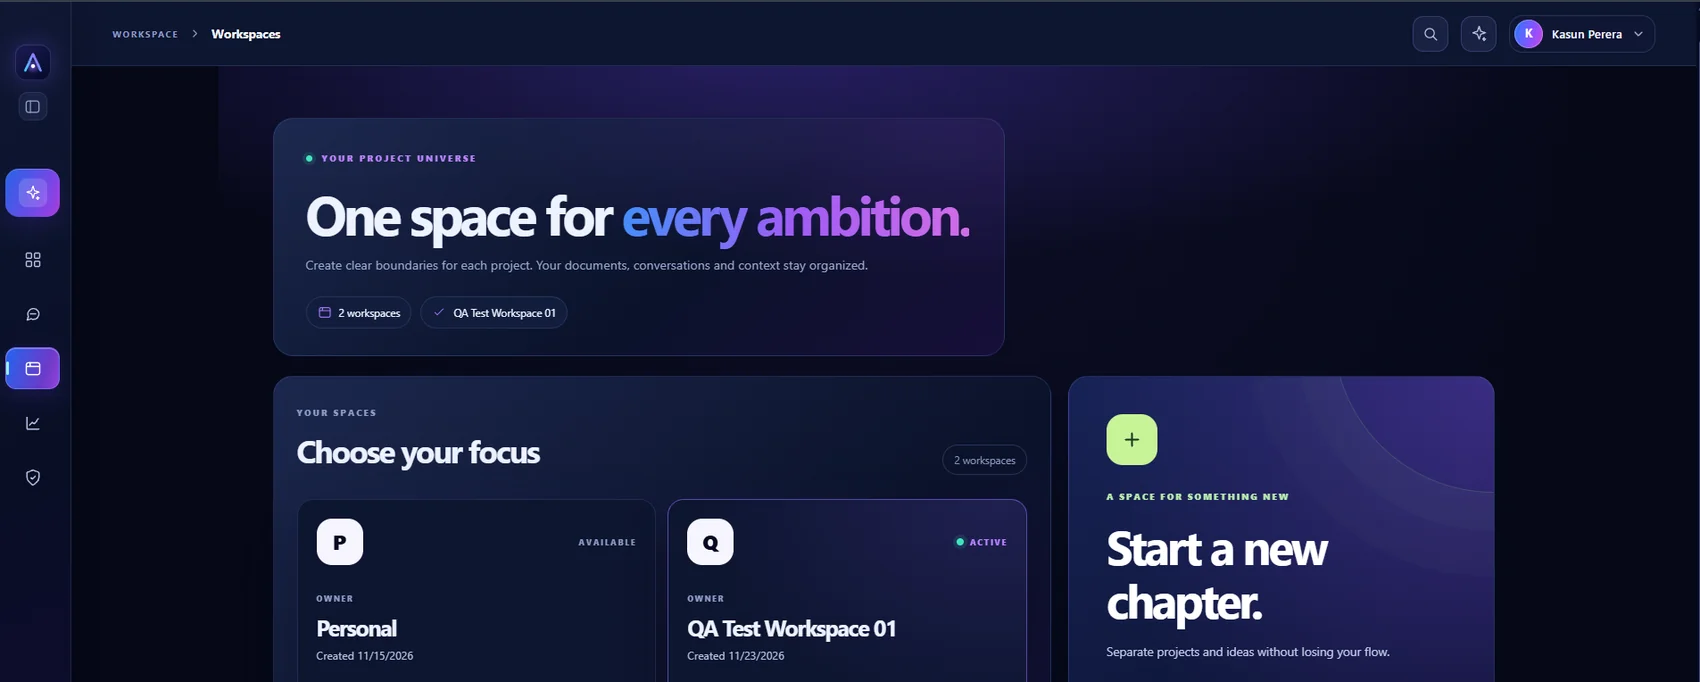 WORKSPACE > Workspaces
K Kasun Perera
YOUR PROJECT UNIVERSE
One space for every ambition.
Create clear boundaries for each project. Your documents, conversations and context stay organized.
2 workspaces
QA Test Workspace 01
YOUR SPACES
Choose your focus
2 workspaces
P
AVAILABLE
OWNER
Personal
Created 11/15/2026
Q
ACTIVE
OWNER
QA Test Workspace 01
Created 11/23/2026
A SPACE FOR SOMETHING NEW
Start a new
chapter.
Separate projects and ideas without losing your flow.